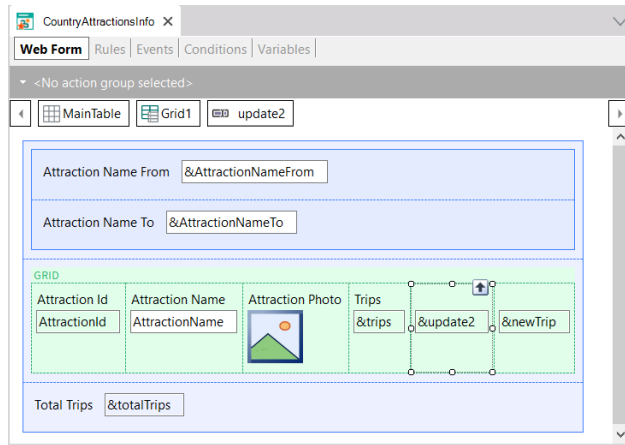 CountryAttractionsInfo
Web Form Rules Events Conditions Variables
<No action group selected>
MainTable Grid1 update2
Attraction Name From &AttractionNameFrom
Attraction Name To &AttractionNameTo
GRID
Attraction Id Attraction Name Attraction Photo Trips
AttractionId AttractionName &trips &update2 &newTrip
Total Trips &totalTrips